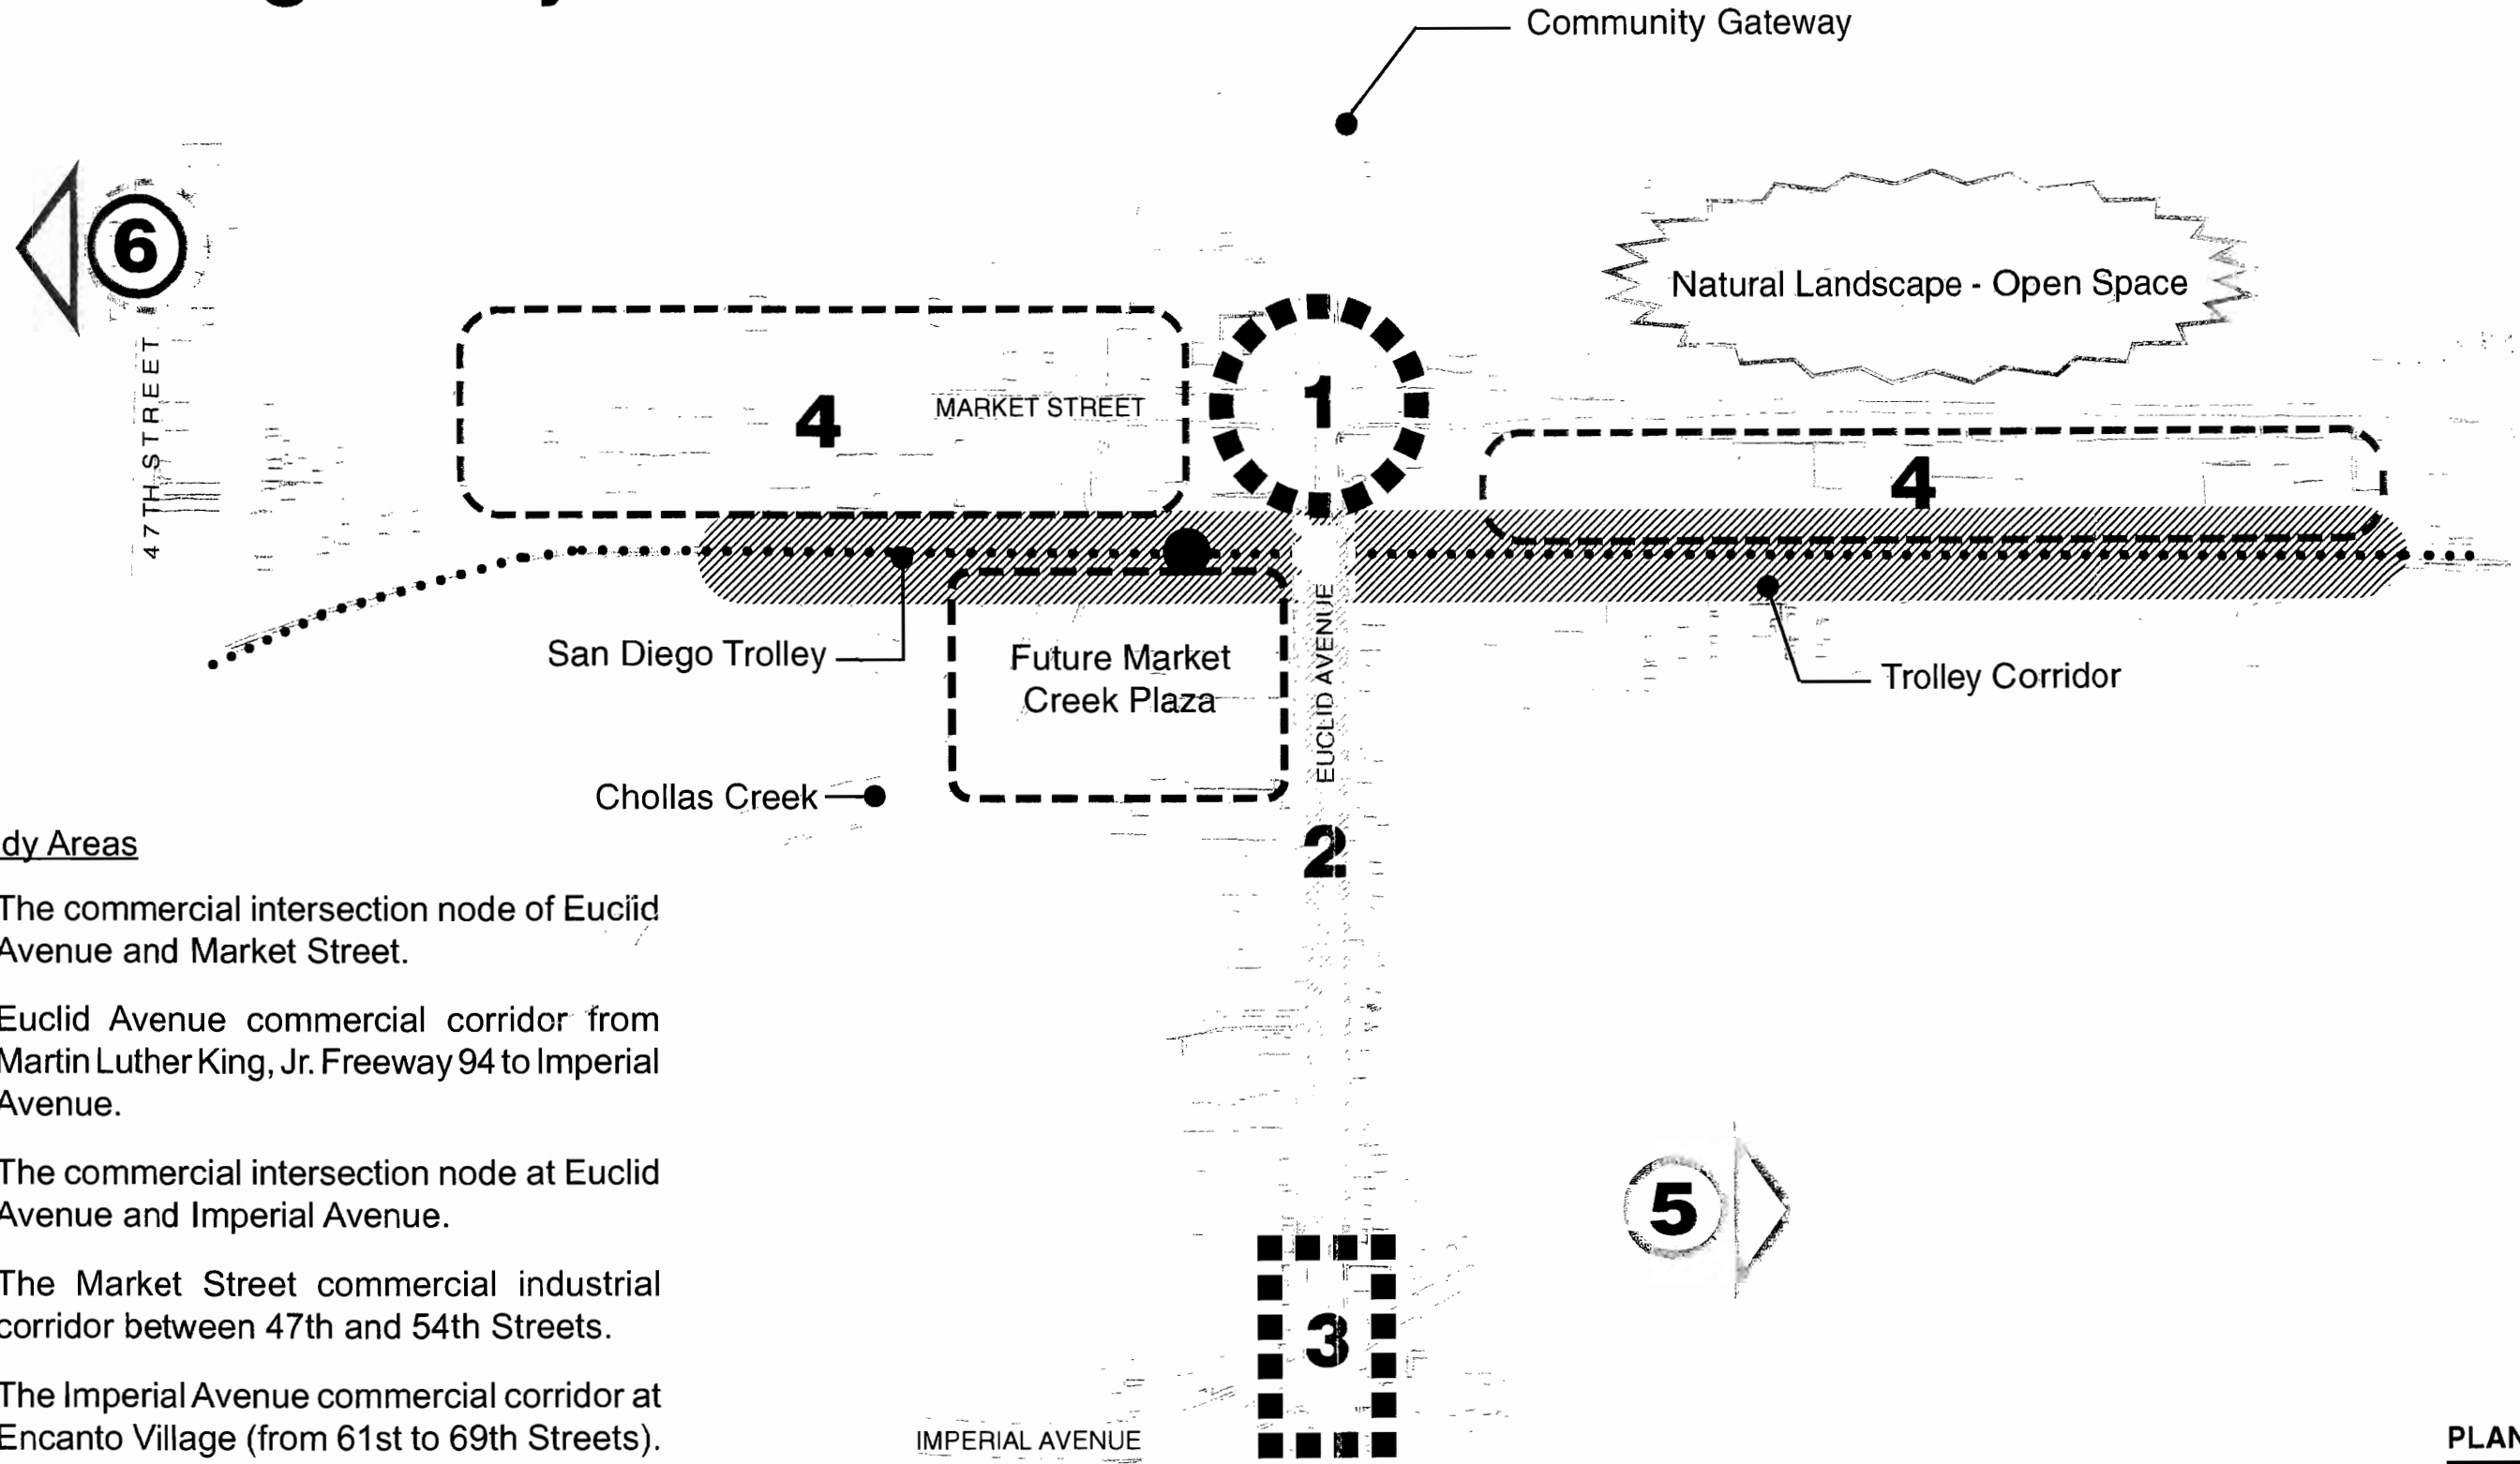 Community Gateway
6
Natural Landscape - Open Space
47TH STREET
4
MARKET STREET
1
4
San Diego Trolley
Future Market
Creek Plaza
EUCLID AVENUE
Trolley Corridor
Chollas Creek
2
dy Areas
The commercial intersection node of Euclid
Avenue and Market Street.
Euclid Avenue commercial corridor from
Martin Luther King, Jr. Freeway 94 to Imperial
Avenue.
The commercial intersection node at Euclid
Avenue and Imperial Avenue.
5
The Market Street commercial industrial
corridor between 47th and 54th Streets.
3
The Imperial Avenue commercial corridor at
Encanto Village (from 61st to 69th Streets).
IMPERIAL AVENUE
PLAN